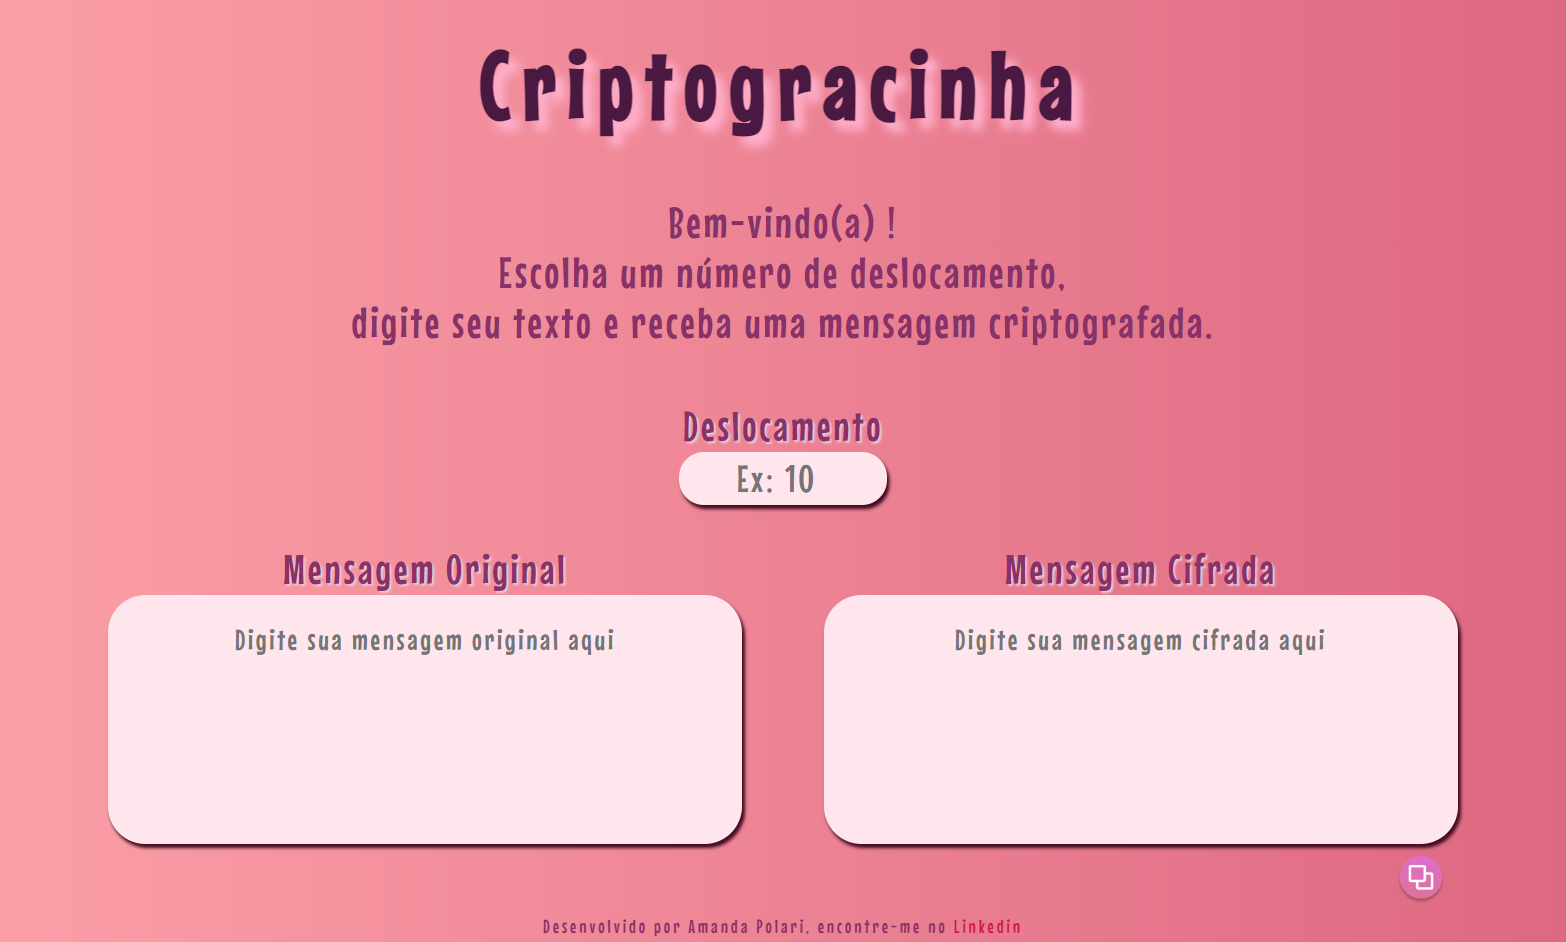 Criptogracinha
Bem-vindo(a) !
Escolha um número de deslocamento,
digite seu texto e receba uma mensagem criptografada.
Deslocamento
Ex: 10
Mensagem Original
Mensagem Cifrada
Digite sua mensagem original aqui
Digite sua mensagem cifrada aqui
Desenvolvido por Amanda Polari, encontre-me no Linkedin